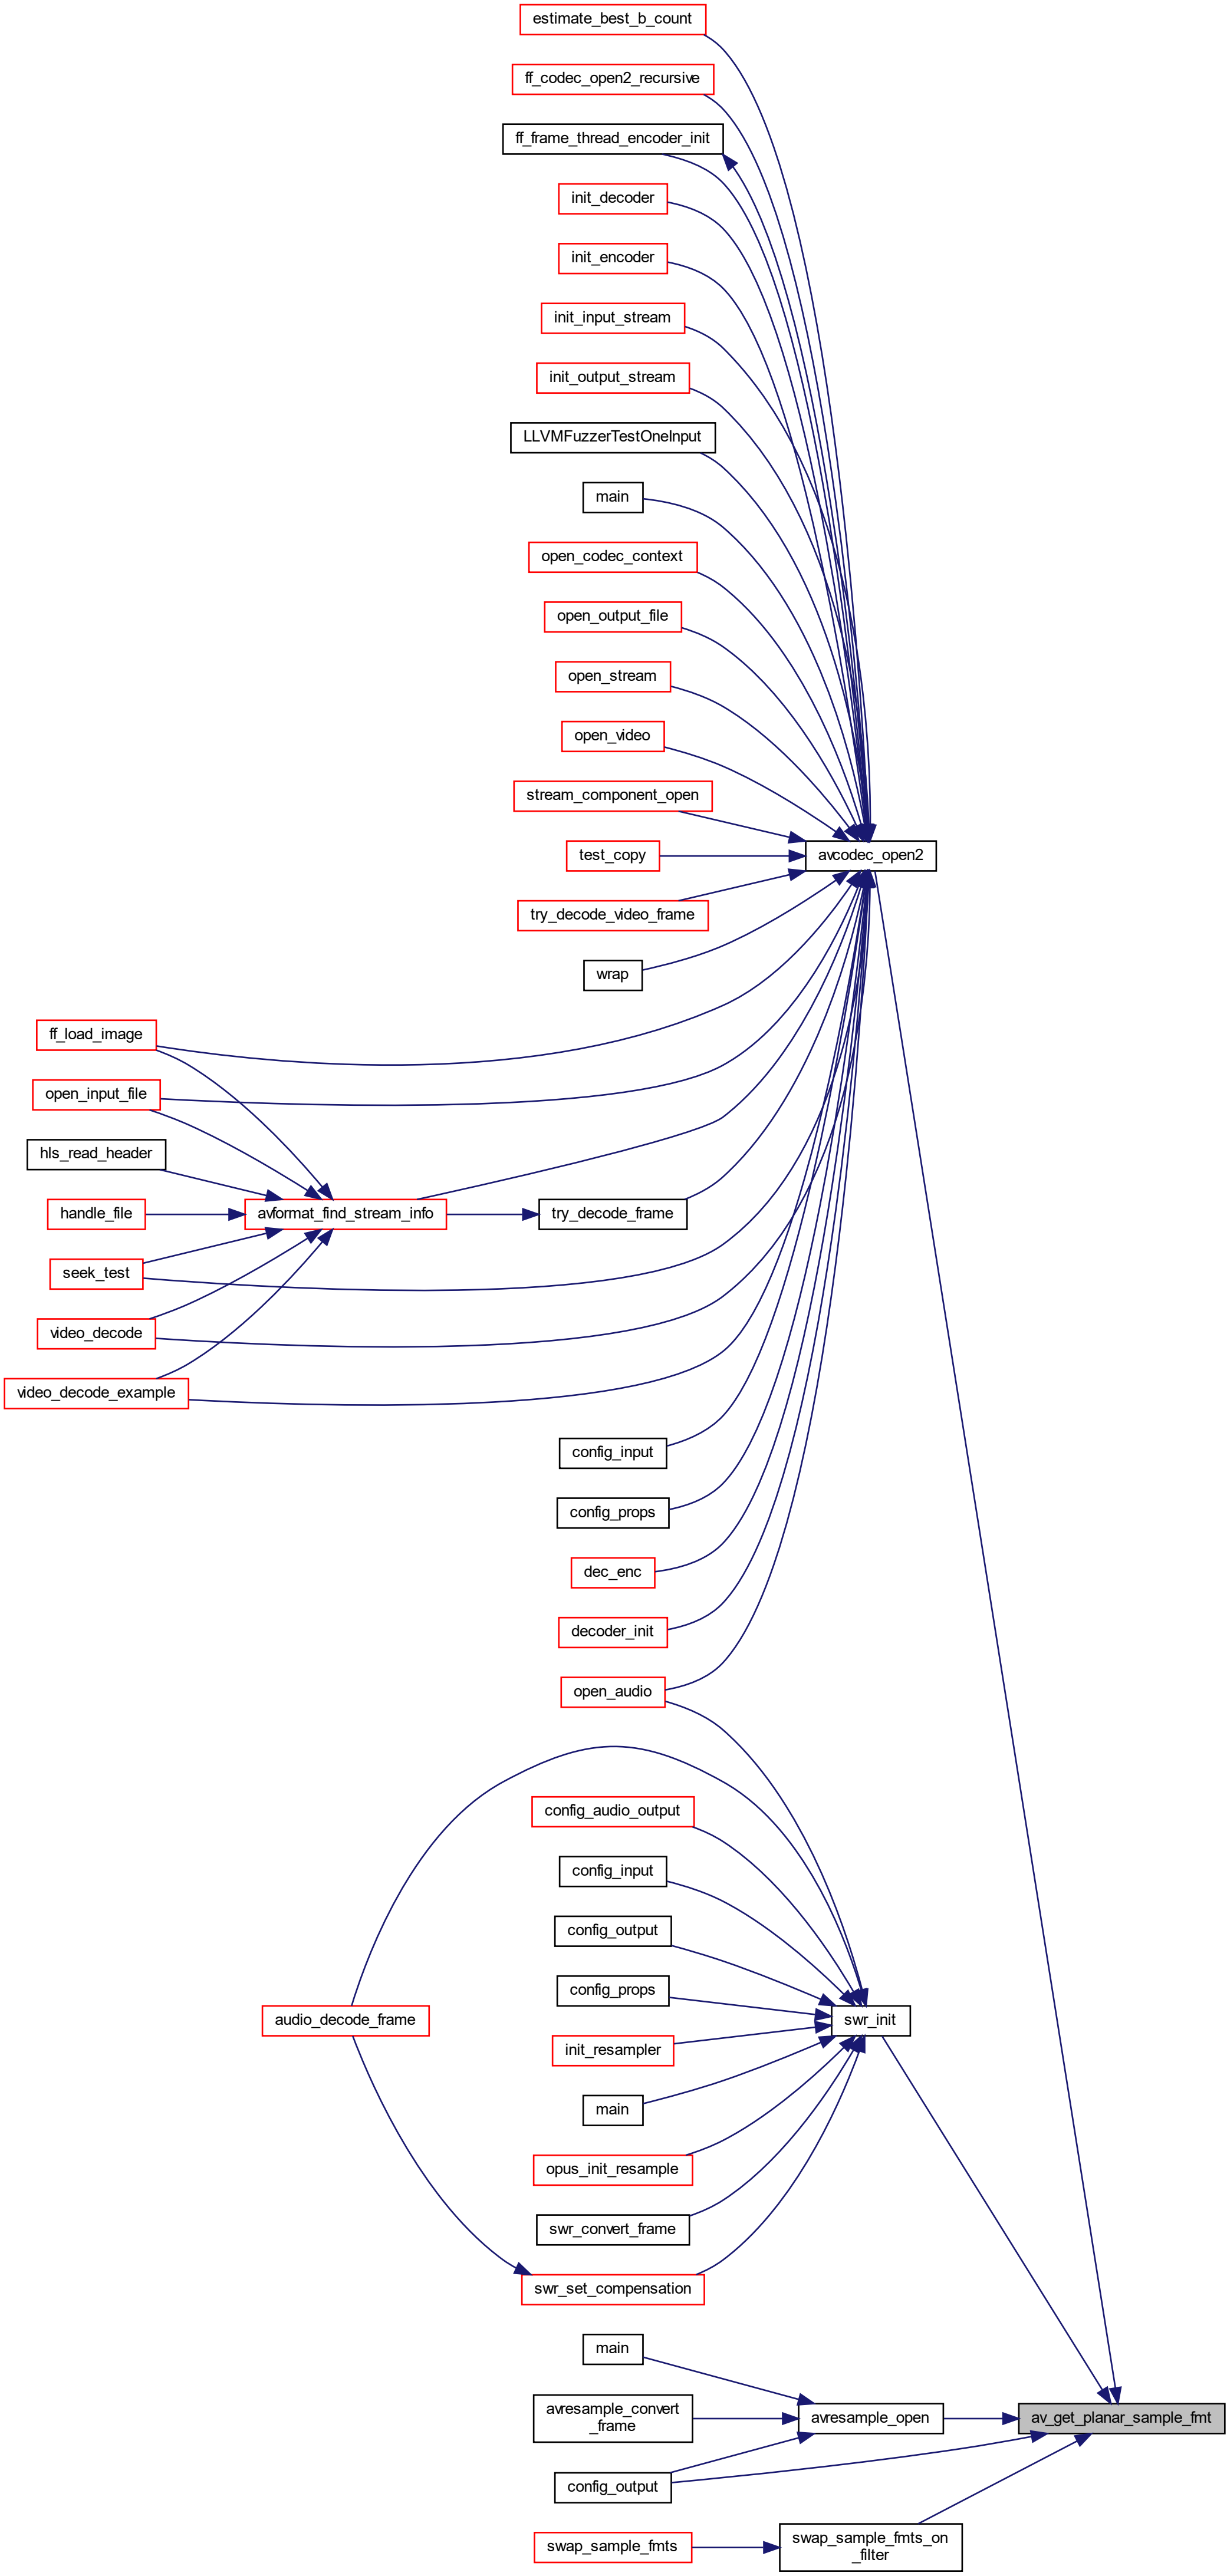 estimate_best_b_count
ff_codec_open2_recursive
ff_frame_thread_encoder_init
init_decoder
init_encoder
init_input_stream
init_output_stream
LLVMFuzzerTestOneInput
main
open_codec_context
open_output_file
open_stream
open_video
stream_component_open
test_copy
avcodec_open2
try_decode_video_frame
wrap
ff_load_image
open_input_file
hls_read_header
handle_file
avformat_find_stream_info
try_decode_frame
seek_test
video_decode
video_decode_example
config_input
config_props
dec_enc
decoder_init
open_audio
config_audio_output
config_input
config_output
config_props
audio_decode_frame
swr_init
init_resampler
main
opus_init_resample
swr_convert_frame
swr_set_compensation
main
avresample_convert
_frame
avresample_open
av_get_planar_sample_fmt
config_output
swap_sample_fmts
swap_sample_fmts_on
_filter